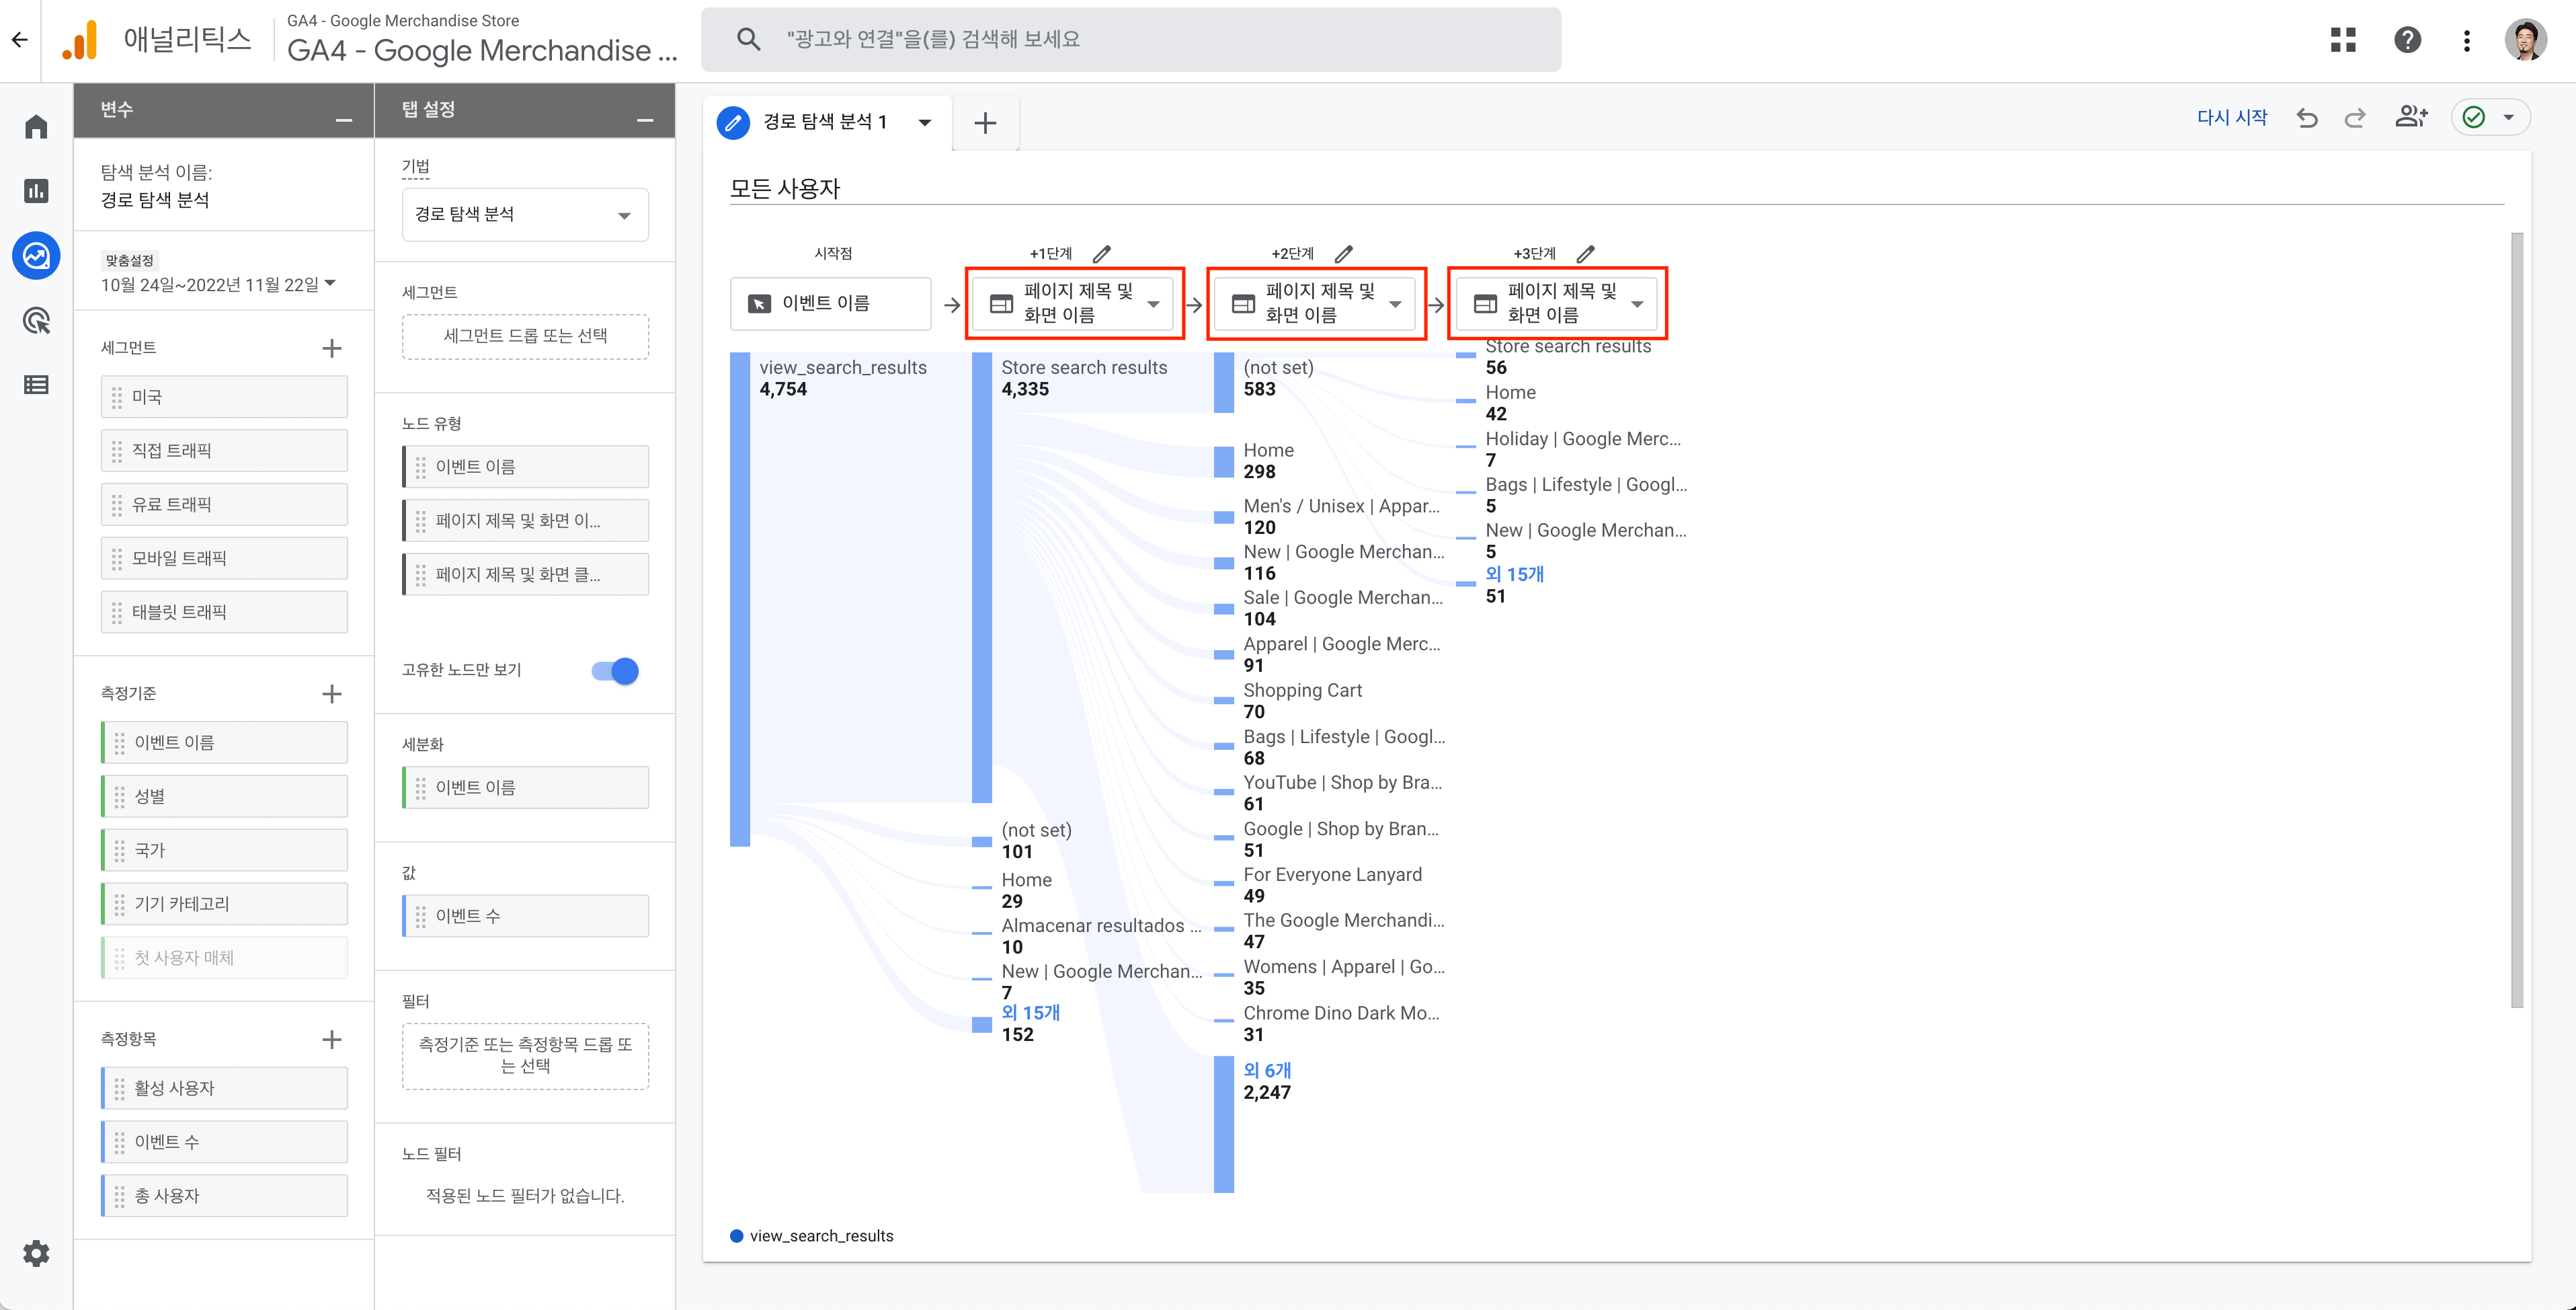 애널리틱스
GA4 - Google Merchandise Store
GA4 - Google Merchandise ...
"광고와 연결"을(를) 검색해 보세요
변수
탐색 분석 이름:
경로 탐색 분석
맞춤설정
10월 24일~2022년 11월 22일
세그먼트
미국
직접 트래픽
유료 트래픽
모바일 트래픽
태블릿 트래픽
측정기준
이벤트 이름
성별
국가
기기 카테고리
첫 사용자 매체
측정항목
활성 사용자
이벤트 수
총 사용자
탭 설정
기법
경로 탐색 분석
세그먼트
세그먼트 드롭 또는 선택
노드 유형
이벤트 이름
페이지 제목 및 화면 이...
페이지 제목 및 화면 클...
고유한 노드만 보기
세분화
이벤트 이름
값
이벤트 수
필터
측정기준 또는 측정항목 드롭 또
는 선택
노드 필터
적용된 노드 필터가 없습니다.
경로 탐색 분석 1
다시 시작
모든 사용자
시작점
이벤트 이름
view_search_results
4,754
+1단계
페이지 제목 및
화면 이름
Store search results
4,335
(not set)
101
Home
29
Almacenar resultados ...
10
New | Google Merchan...
7
외 15개
152
+2단계
페이지 제목 및
화면 이름
(not set)
583
Home
298
Men's / Unisex | Appar...
120
New | Google Merchan...
116
Sale | Google Merchan...
104
Apparel | Google Merc...
91
Shopping Cart
70
Bags | Lifestyle | Googl...
68
YouTube | Shop by Bra...
61
Google | Shop by Bran...
51
For Everyone Lanyard
49
The Google Merchandi...
47
Womens | Apparel | Go...
35
Chrome Dino Dark Mo...
31
외 6개
2,247
+3단계
페이지 제목 및
화면 이름
Store search results
56
Home
42
Holiday | Google Merc...
7
Bags | Lifestyle | Googl...
5
New | Google Merchan...
5
외 15개
51
view_search_results